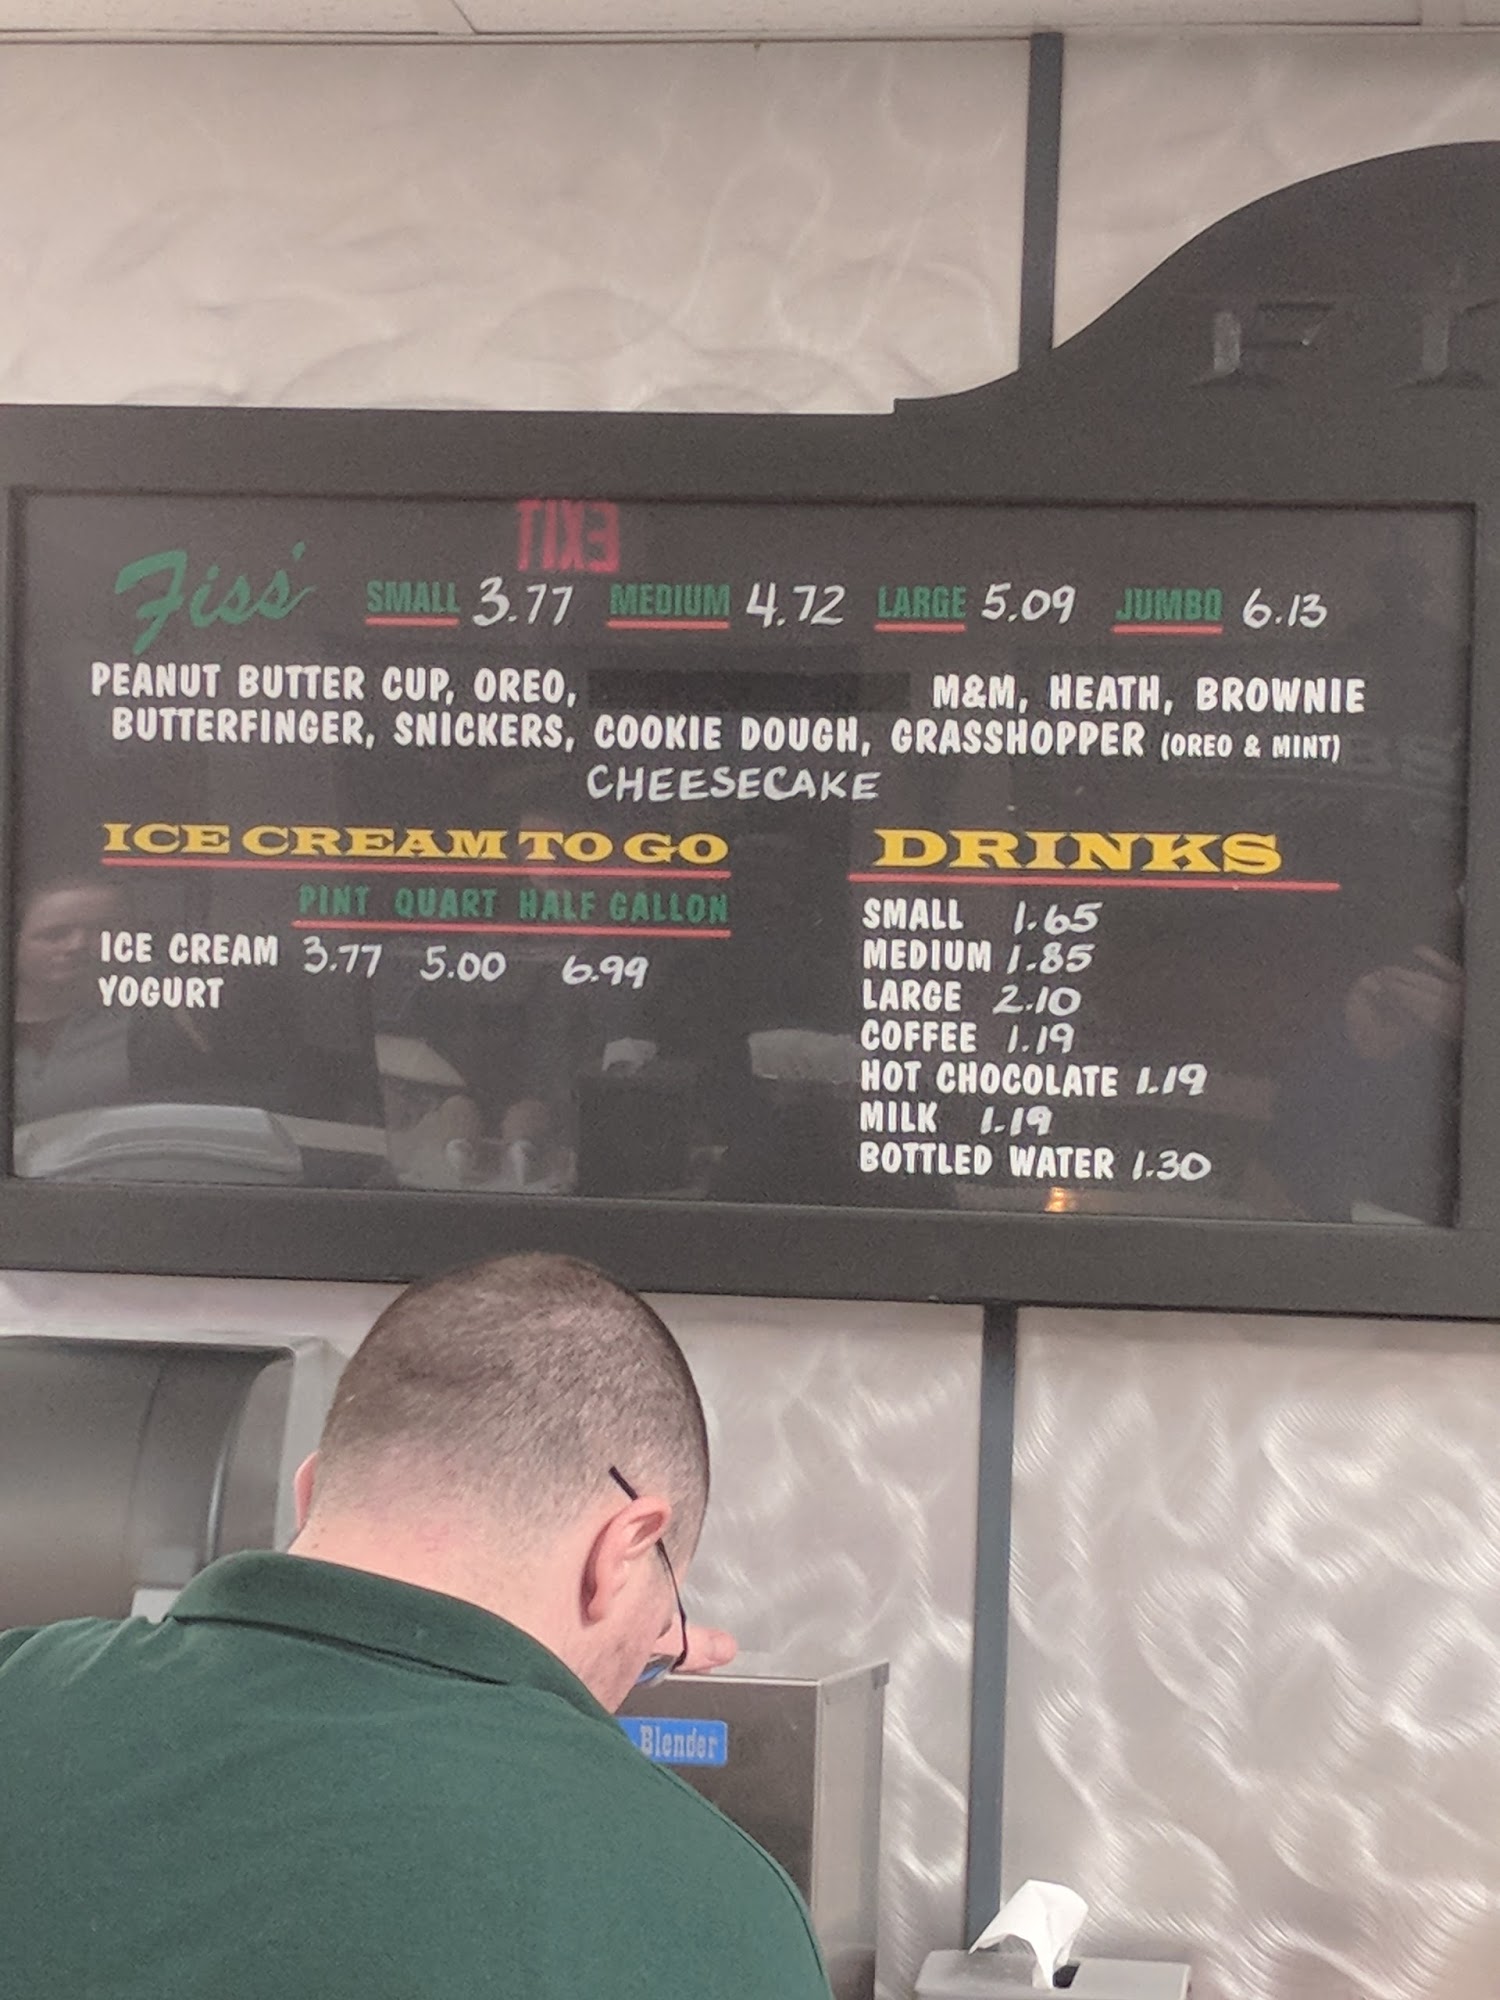 EXIT
Fiss' SMALL 3.77 MEDIUM 4.72 LARGE 5.09 JUMBO 6.13
PEANUT BUTTER CUP, OREO, M&M, HEATH, BROWNIE
BUTTERFINGER, SNICKERS, COOKIE DOUGH, GRASSHOPPER (OREO & MINT)
CHEESECAKE
ICE CREAM TO GO
PINT QUART HALF GALLON
ICE CREAM 3.77 5.00 6.99
YOGURT
DRINKS
SMALL 1.65
MEDIUM 1.85
LARGE 2.10
COFFEE 1.19
HOT CHOCOLATE 1.19
MILK 1.19
BOTTLED WATER 1.30
Blender